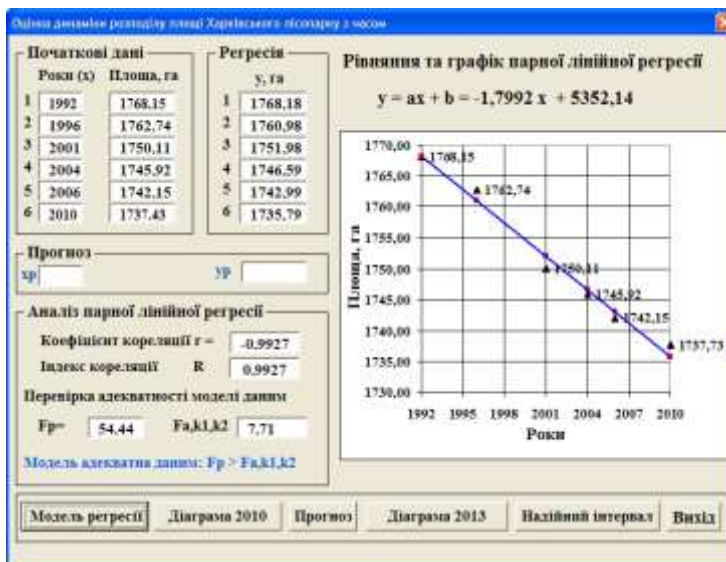 Оцінка динаміки розподілу площі Харківського лісопарку з часом
Початкові дані
Роки (x) Площа, га
1 1992 1768,15
2 1996 1762,74
3 2001 1750,11
4 2004 1745,92
5 2006 1742,15
6 2010 1737,43
Регресія
y, га
1 1768,18
2 1760,98
3 1751,98
4 1746,59
5 1742,99
6 1735,79
Рівняння та графік парної лінійної регресії
y = ax + b = -1,7992 x + 5352,14
Площа, га
1770,00
1765,00
1760,00
1755,00
1750,00
1745,00
1740,00
1735,00
1730,00
1768,15
1762,74
1750,11
1745,92
1742,15
1737,73
1992 1995 1998 2001 2004 2007 2010
Роки
Прогноз
xp yp
Аналіз парної лінійної регресії
Коефіцієнт кореляції r = -0,9927
Індекс кореляції R 0,9927
Перевірка адекватності моделі даним
Fp= 54,44 Fa,k1,k2 7,71
Модель адекватна даним: Fp > Fa,k1,k2
Модель регресії Діаграма 2010 Прогноз Діаграма 2013 Надійний інтервал Вихід